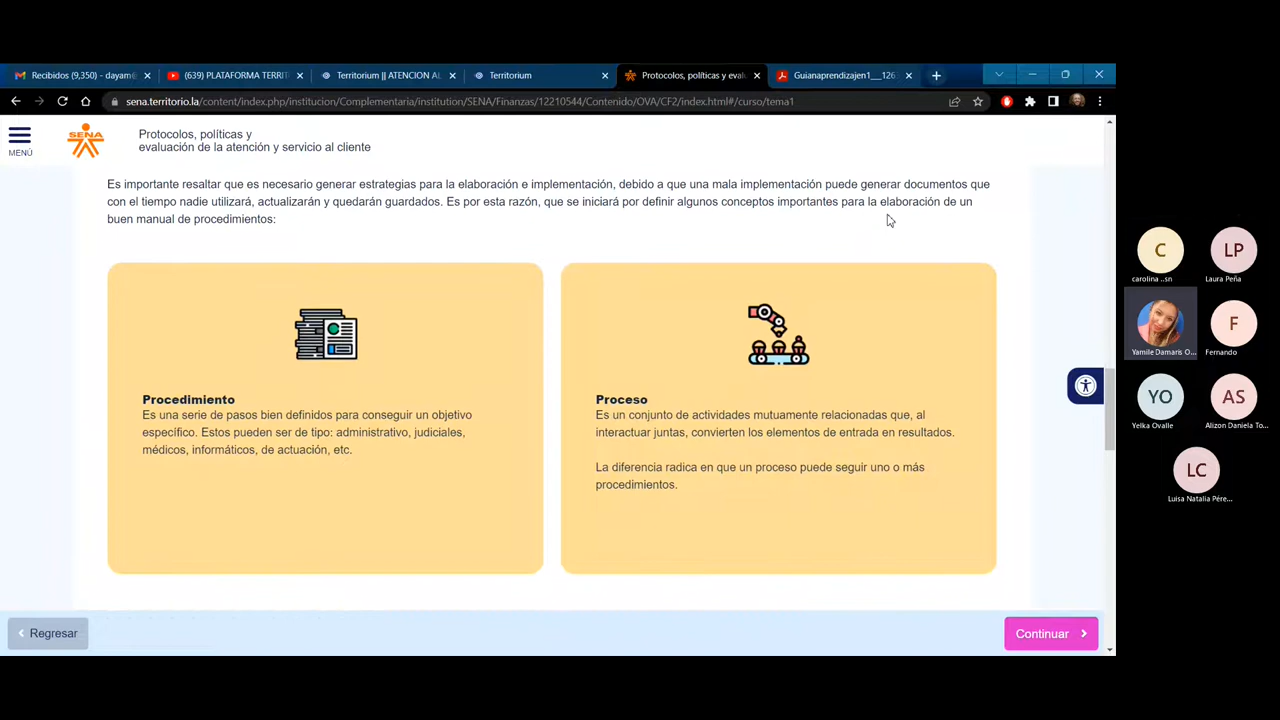 Recibidos (9,350) - dayam@
(639) PLATAFORMA TERRIT
Territorium || ATENCION AL
Territorium
Protocolos, políticas y eval
Guianaprendizajen1___126
sena.territorio.la/content/index.php/institucion/Complementaria/institution/SENA/Finanzas/12210544/Contenido/OVA/CF2/index.html#/curso/tema1
MENÚ
SENA
Protocolos, políticas y
evaluación de la atención y servicio al cliente
Es importante resaltar que es necesario generar estrategias para la elaboración e implementación, debido a que una mala implementación puede generar documentos que
con el tiempo nadie utilizará, actualizarán y quedarán guardados. Es por esta razón, que se iniciará por definir algunos conceptos importantes para la elaboración de un
buen manual de procedimientos:
Procedimiento
Es una serie de pasos bien definidos para conseguir un objetivo
específico. Estos pueden ser de tipo: administrativo, judiciales,
médicos, informáticos, de actuación, etc.
Proceso
Es un conjunto de actividades mutuamente relacionadas que, al
interactuar juntas, convierten los elementos de entrada en resultados.
La diferencia radica en que un proceso puede seguir uno o más
procedimientos.
Regresar
Continuar
C
carolina ..sn
LP
Laura Peña
Yamile Damaris O...
F
Fernando
YO
Yelka Ovalle
AS
Alizon Daniela To...
LC
Luisa Natalia Pére...